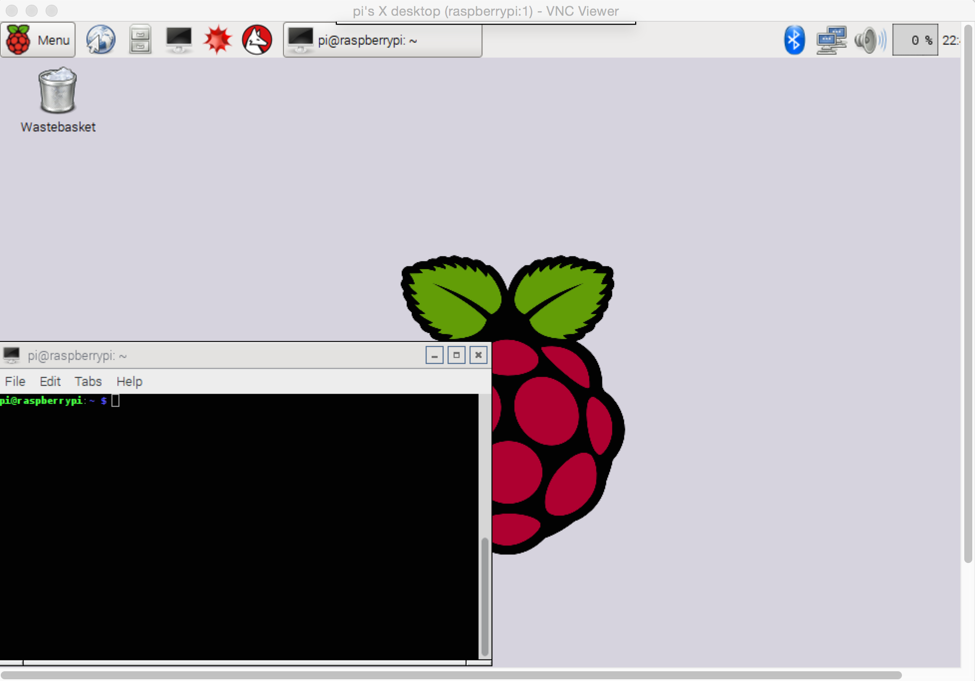 pi's X desktop (raspberrypi:1) - VNC Viewer
Menu
pi@raspberrypi: ~
0 %
22:
Wastebasket
pi@raspberrypi: ~
File Edit Tabs Help
pi@raspberrypi:~ $